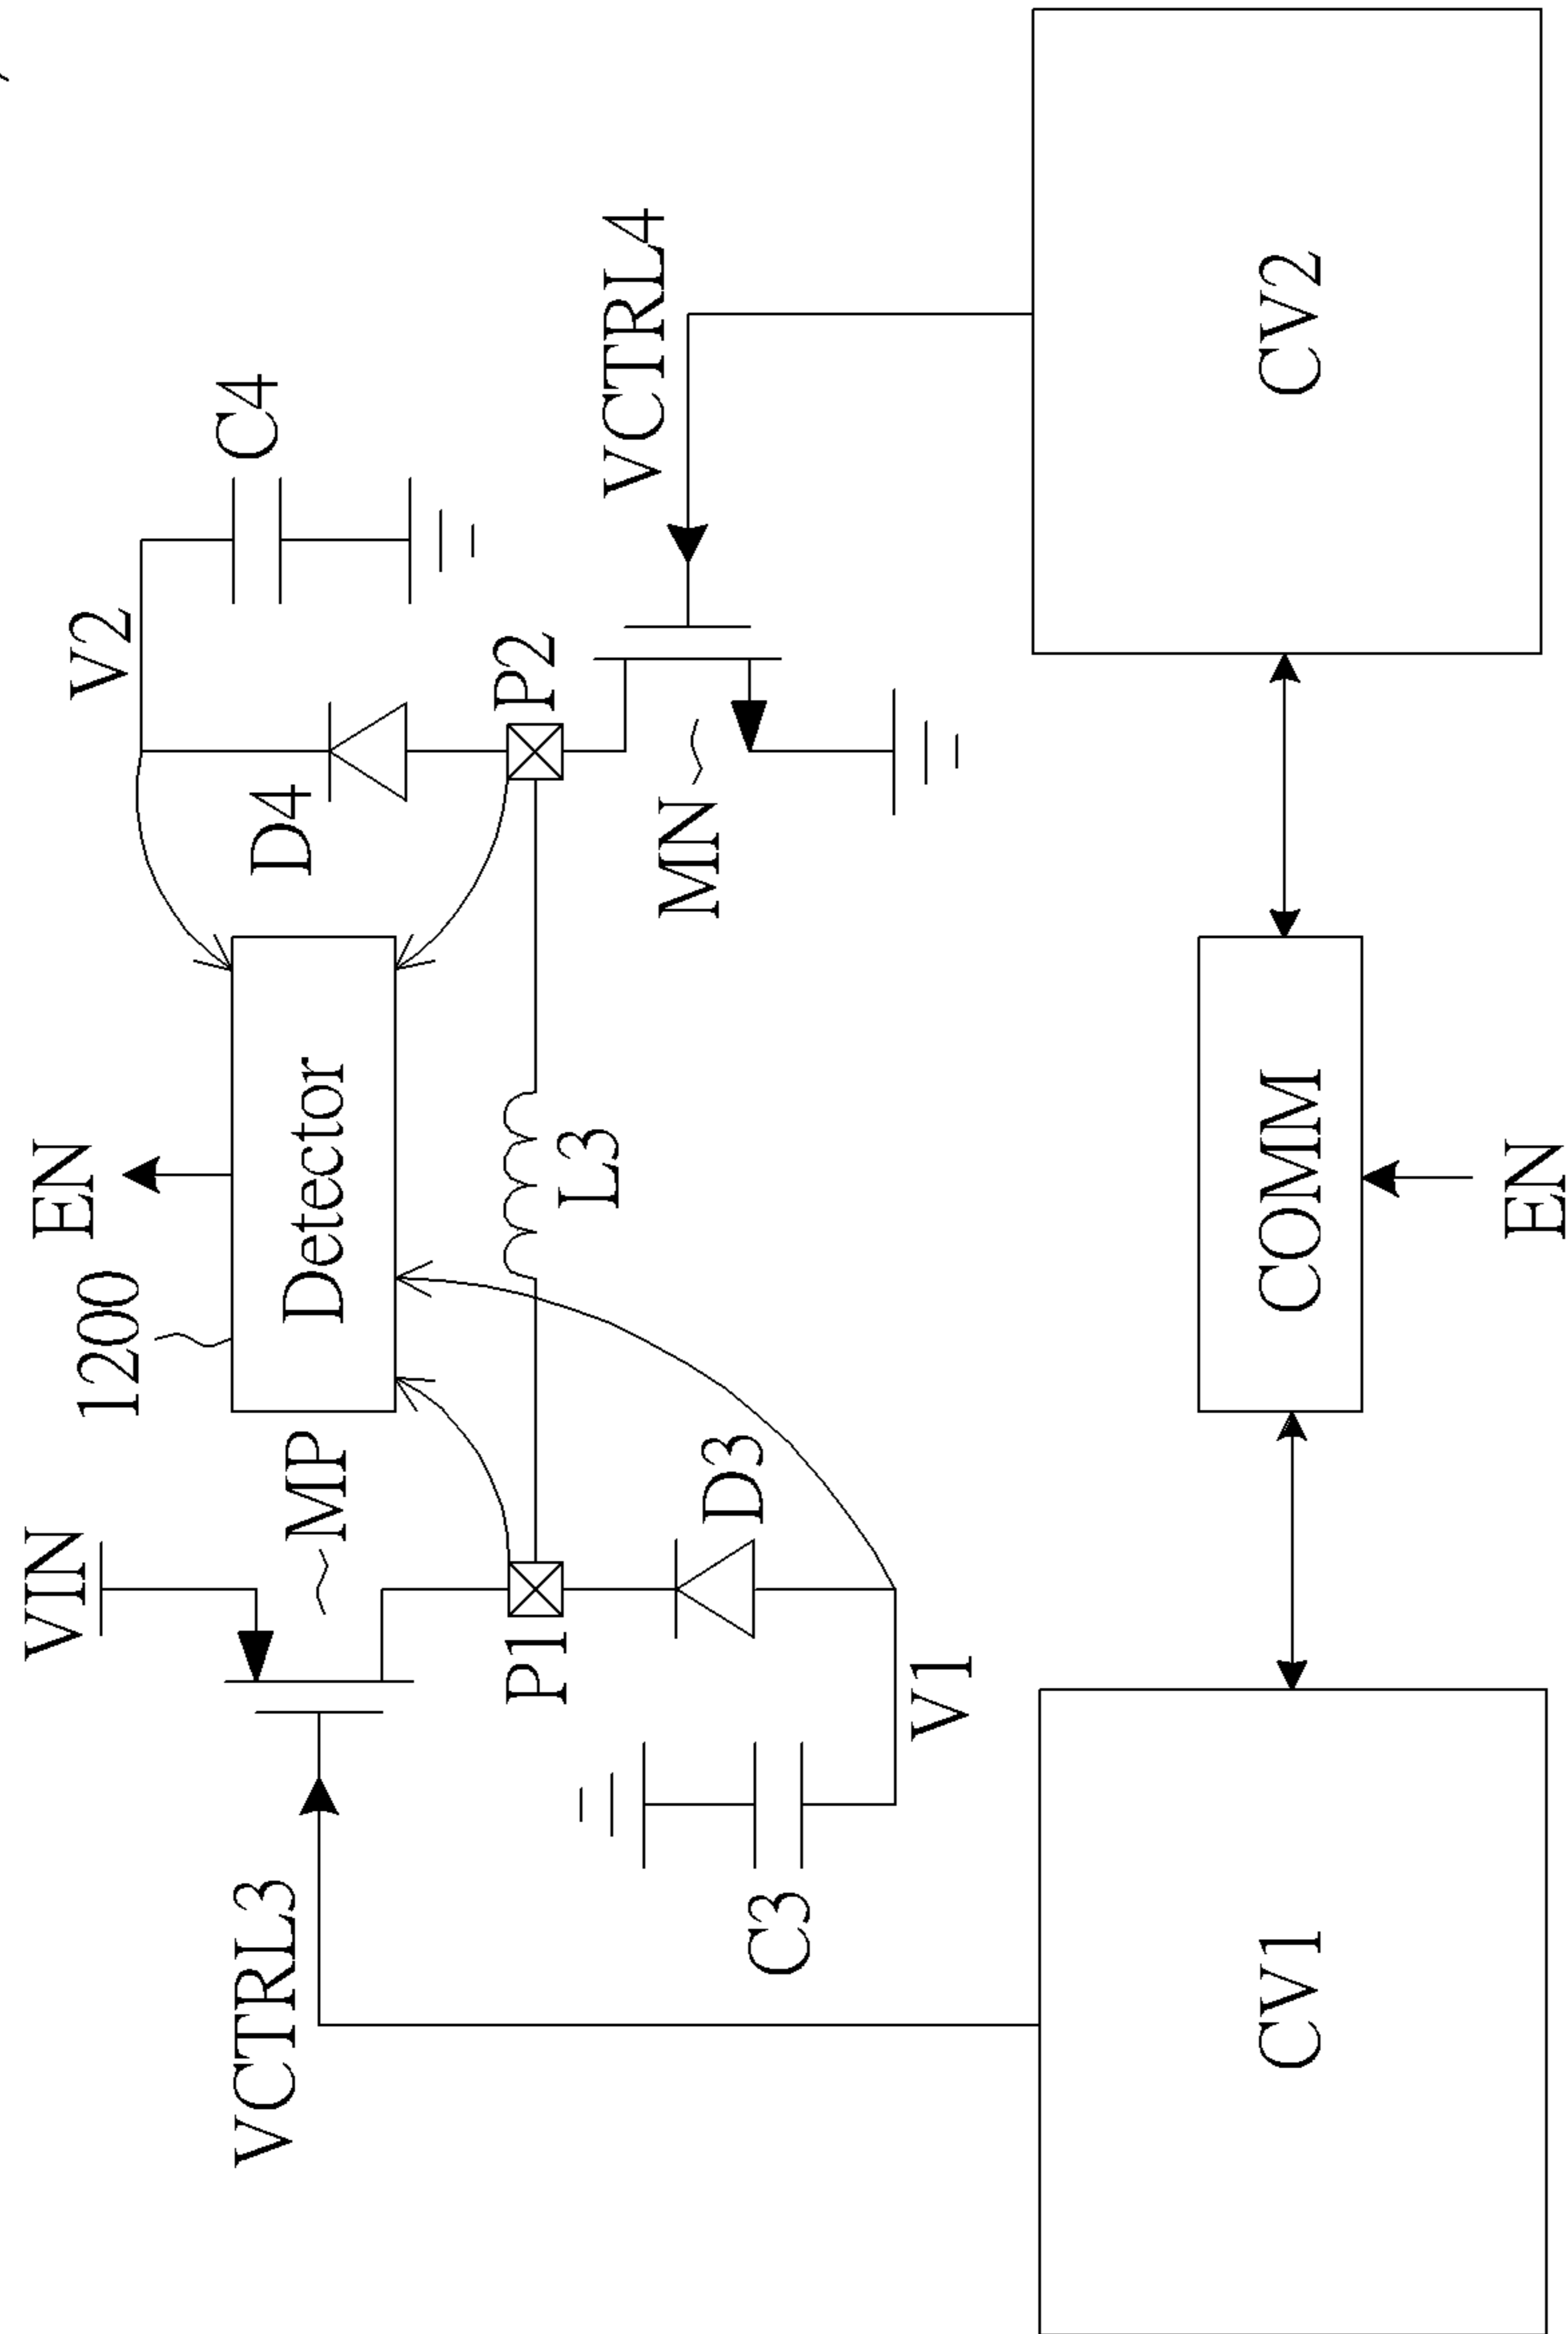 VIN
EN
V2
1200
MP
Detector
D4
C4
VCTRL3
P1
L3
P2
VCTRL4
D3
MN
C3
V1
CV1
COMM
CV2
EN